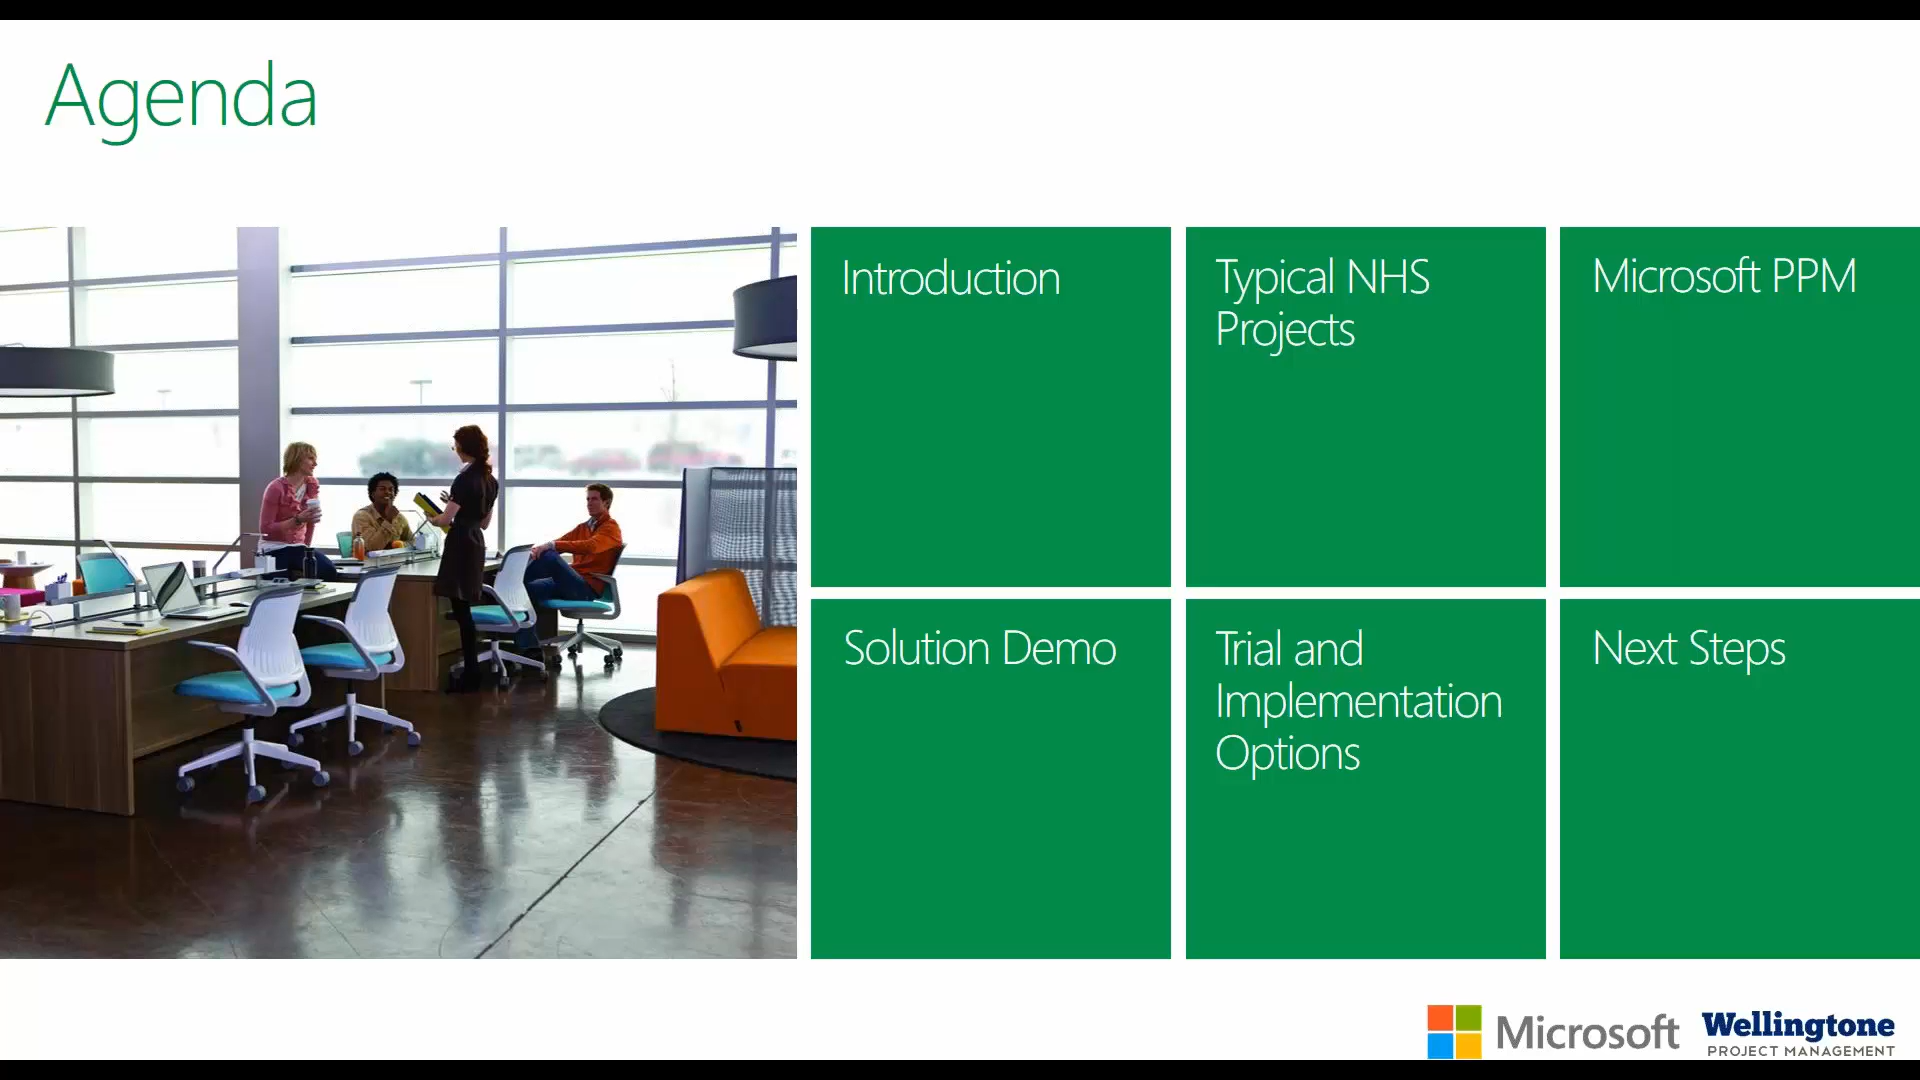 Agenda
Introduction
Typical NHS
Projects
Microsoft PPM
Solution Demo
Trial and
Implementation
Options
Next Steps
Microsoft
Wellingtone
PROJECT MANAGEMENT